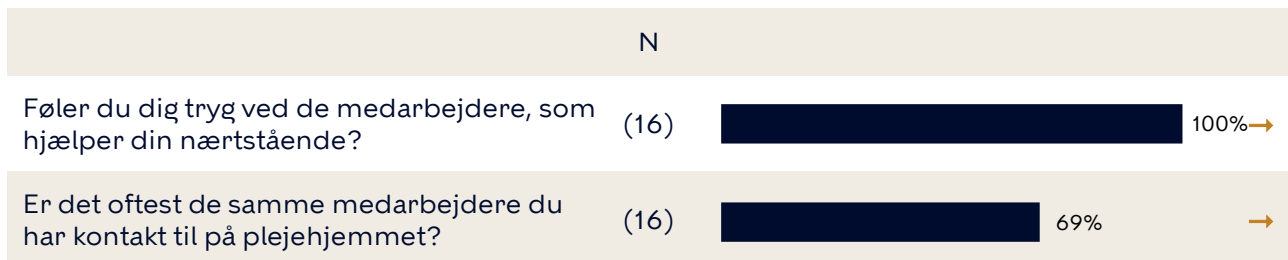 N
Føler du dig tryg ved de medarbejdere, som
hjælper din nærtstående?
(16)
100%→
Er det oftest de samme medarbejdere du
har kontakt til på plejehjemmet?
(16)
69%
→